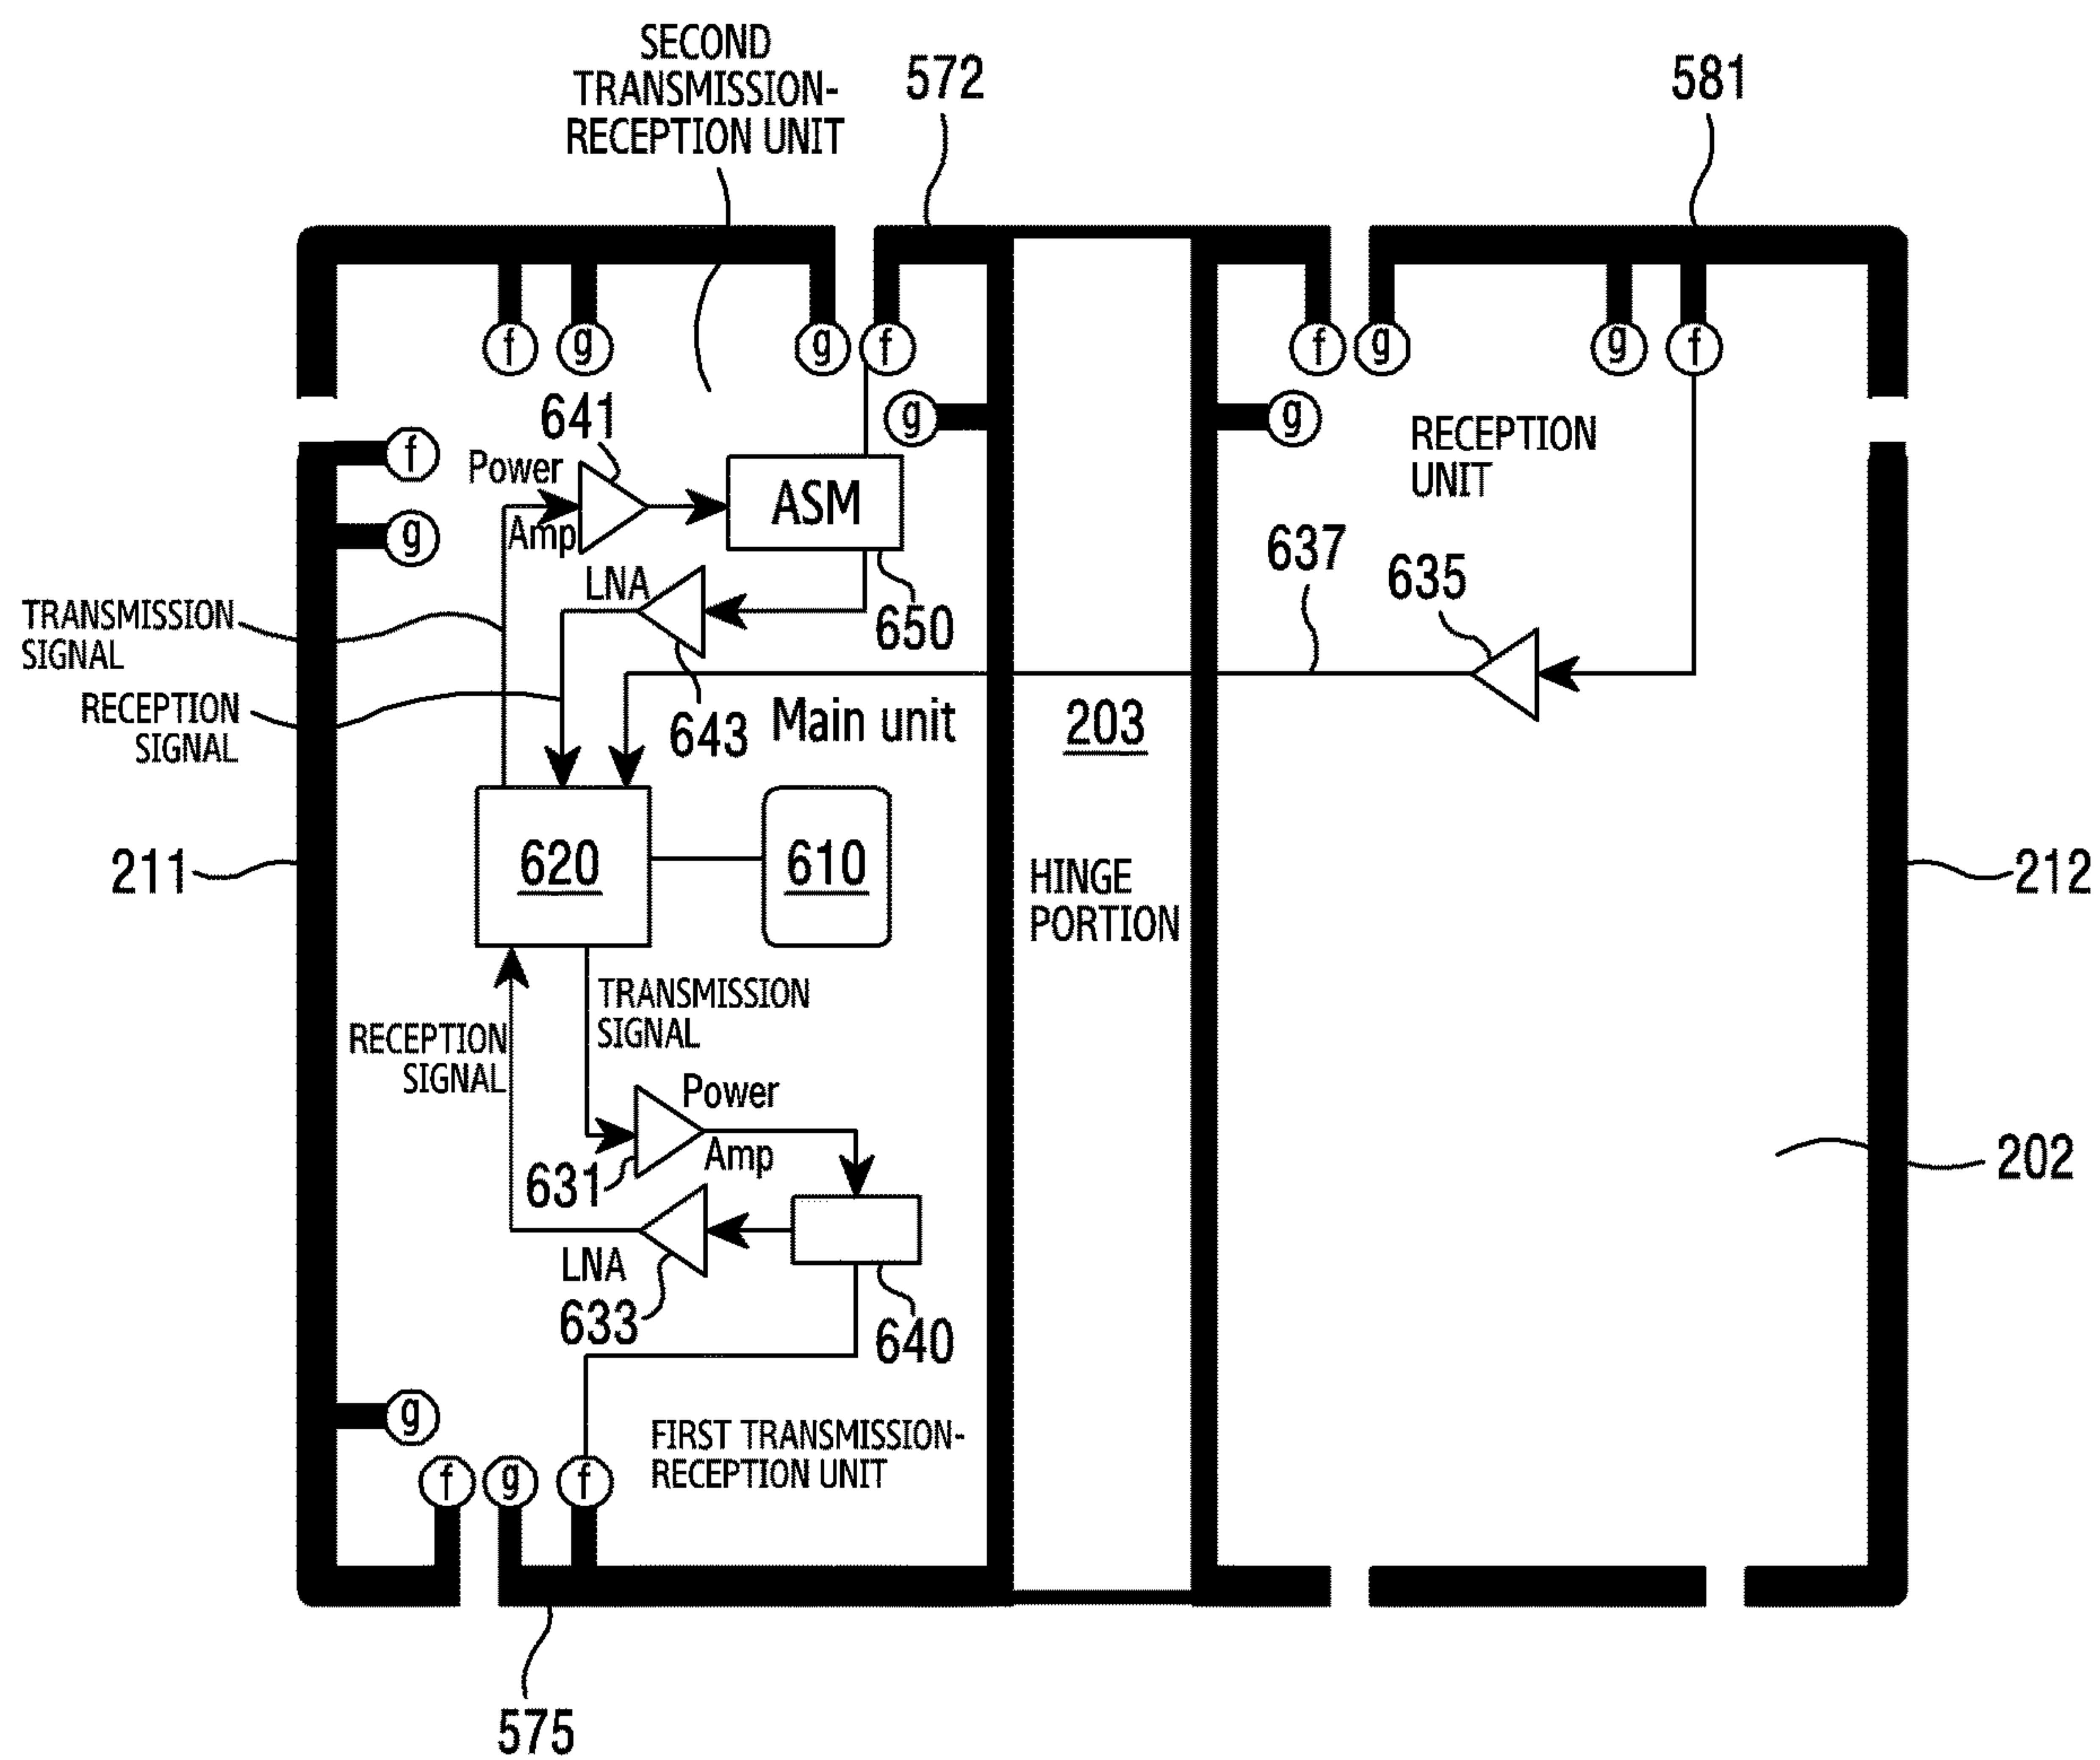 SECOND
TRANSMISSION-
RECEPTION UNIT
572
581
f
g
g
f
f
g
g
f
g
g
641
f
Power
Amp
ASM
RECEPTION
UNIT
g
637
635
LNA
650
TRANSMISSION
SIGNAL
RECEPTION
SIGNAL
643
Main unit
203
620
610
211
HINGE
PORTION
212
TRANSMISSION
SIGNAL
RECEPTION
SIGNAL
Power
Amp
631
202
LNA
633
640
g
FIRST TRANSMISSION-
RECEPTION UNIT
f
g
f
575